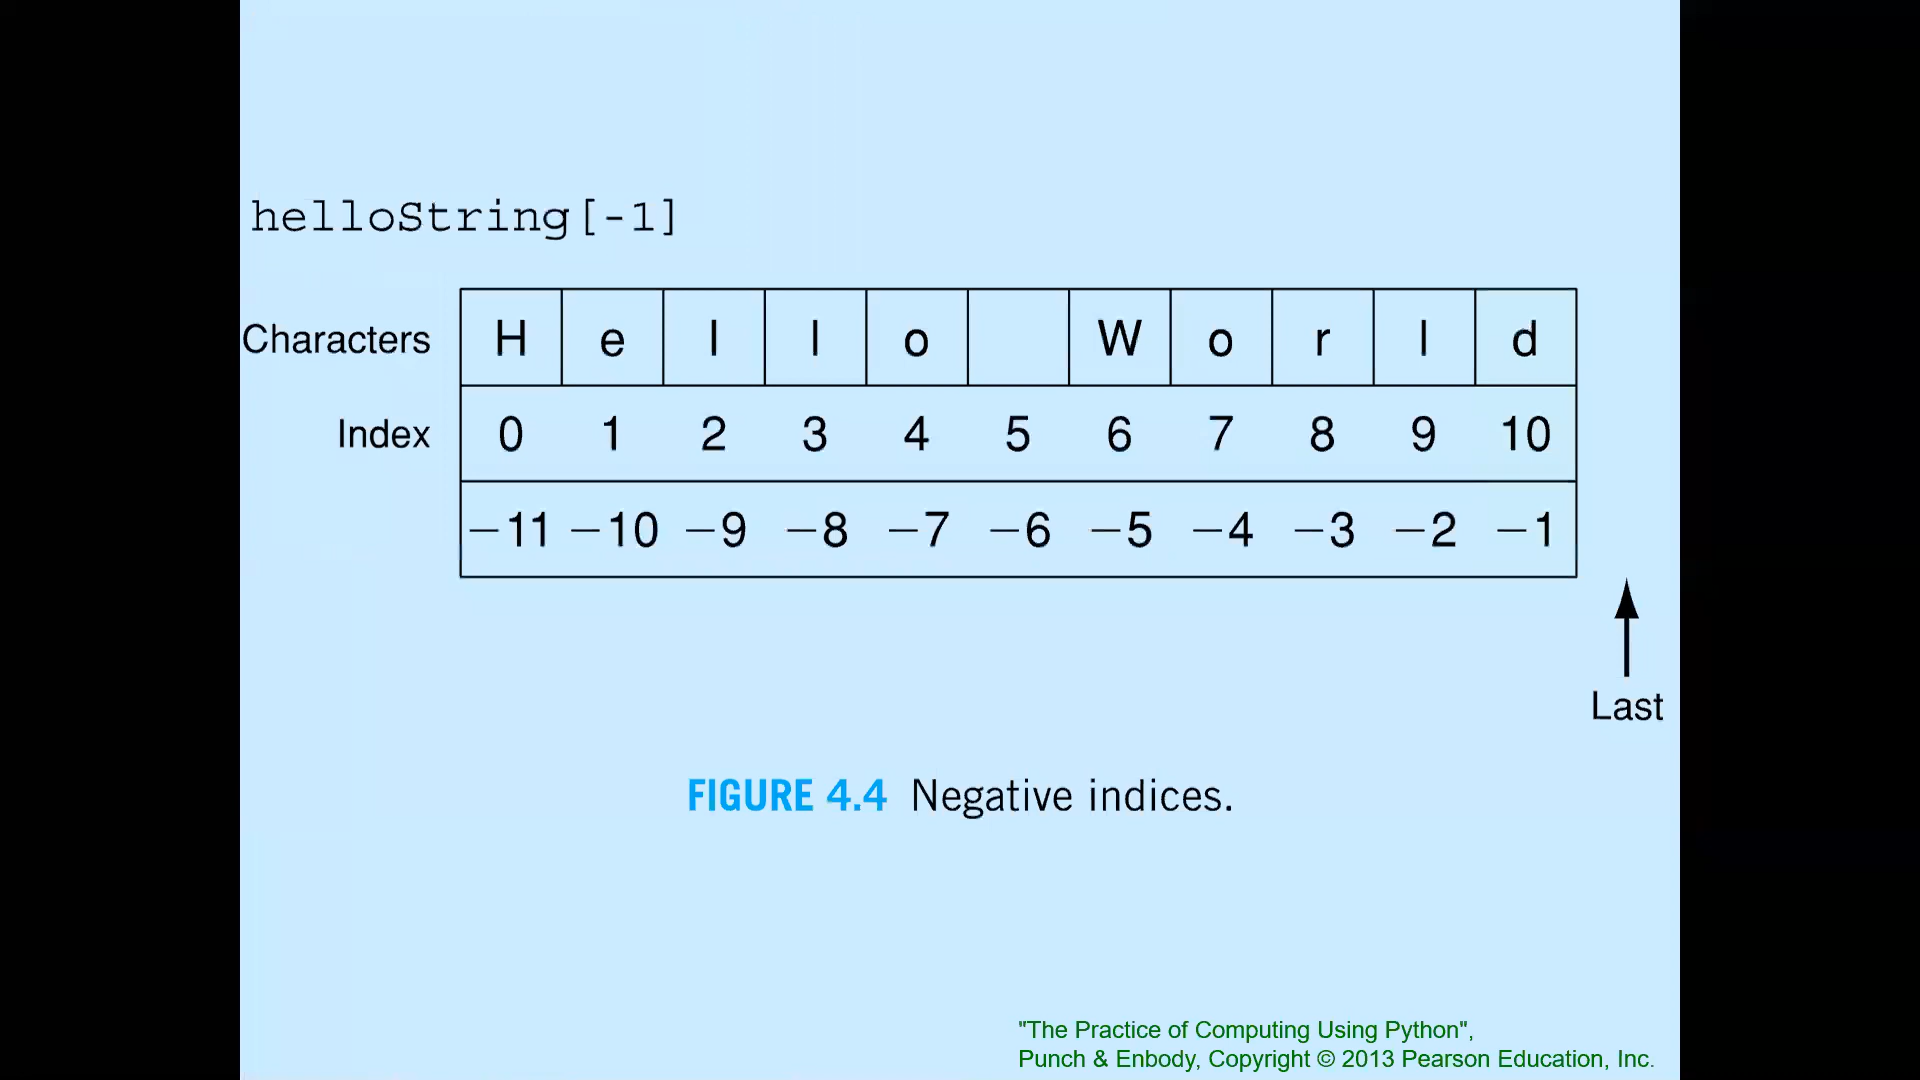 helloString[-1]
Characters H e l l o W o r l d
Index 0 1 2 3 4 5 6 7 8 9 10
−11 −10 −9 −8 −7 −6 −5 −4 −3 −2 −1
Last
FIGURE 4.4 Negative indices.
"The Practice of Computing Using Python",
Punch & Enbody, Copyright © 2013 Pearson Education, Inc.